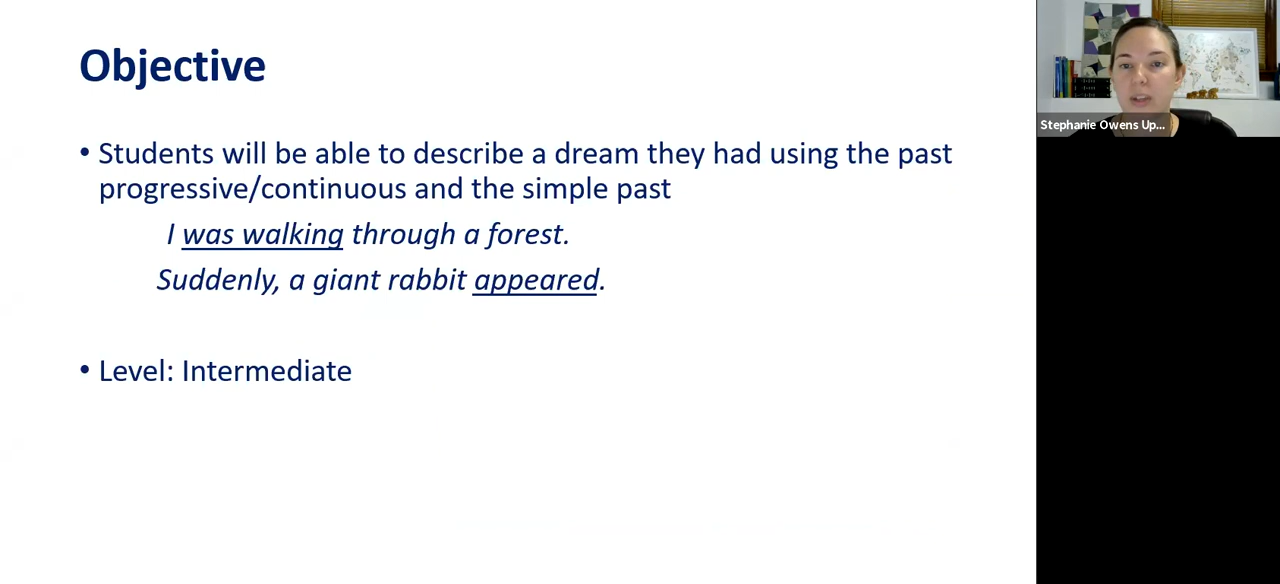 Objective
• Students will be able to describe a dream they had using the past
progressive/continuous and the simple past
I was walking through a forest.
Suddenly, a giant rabbit appeared.
• Level: Intermediate
Stephanie Owens Up...